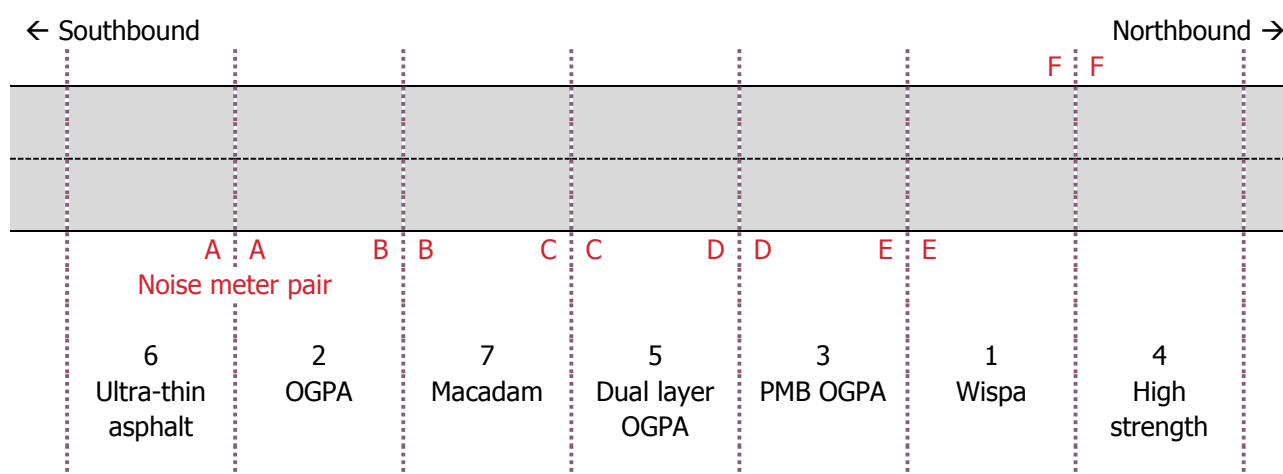 ← Southbound Northbound →
F F
A A B B C C D D E E
Noise meter pair
6 2 7 5 3 1 4
Ultra-thin OGPA Macadam Dual layer PMB OGPA Wispa High
asphalt OGPA strength